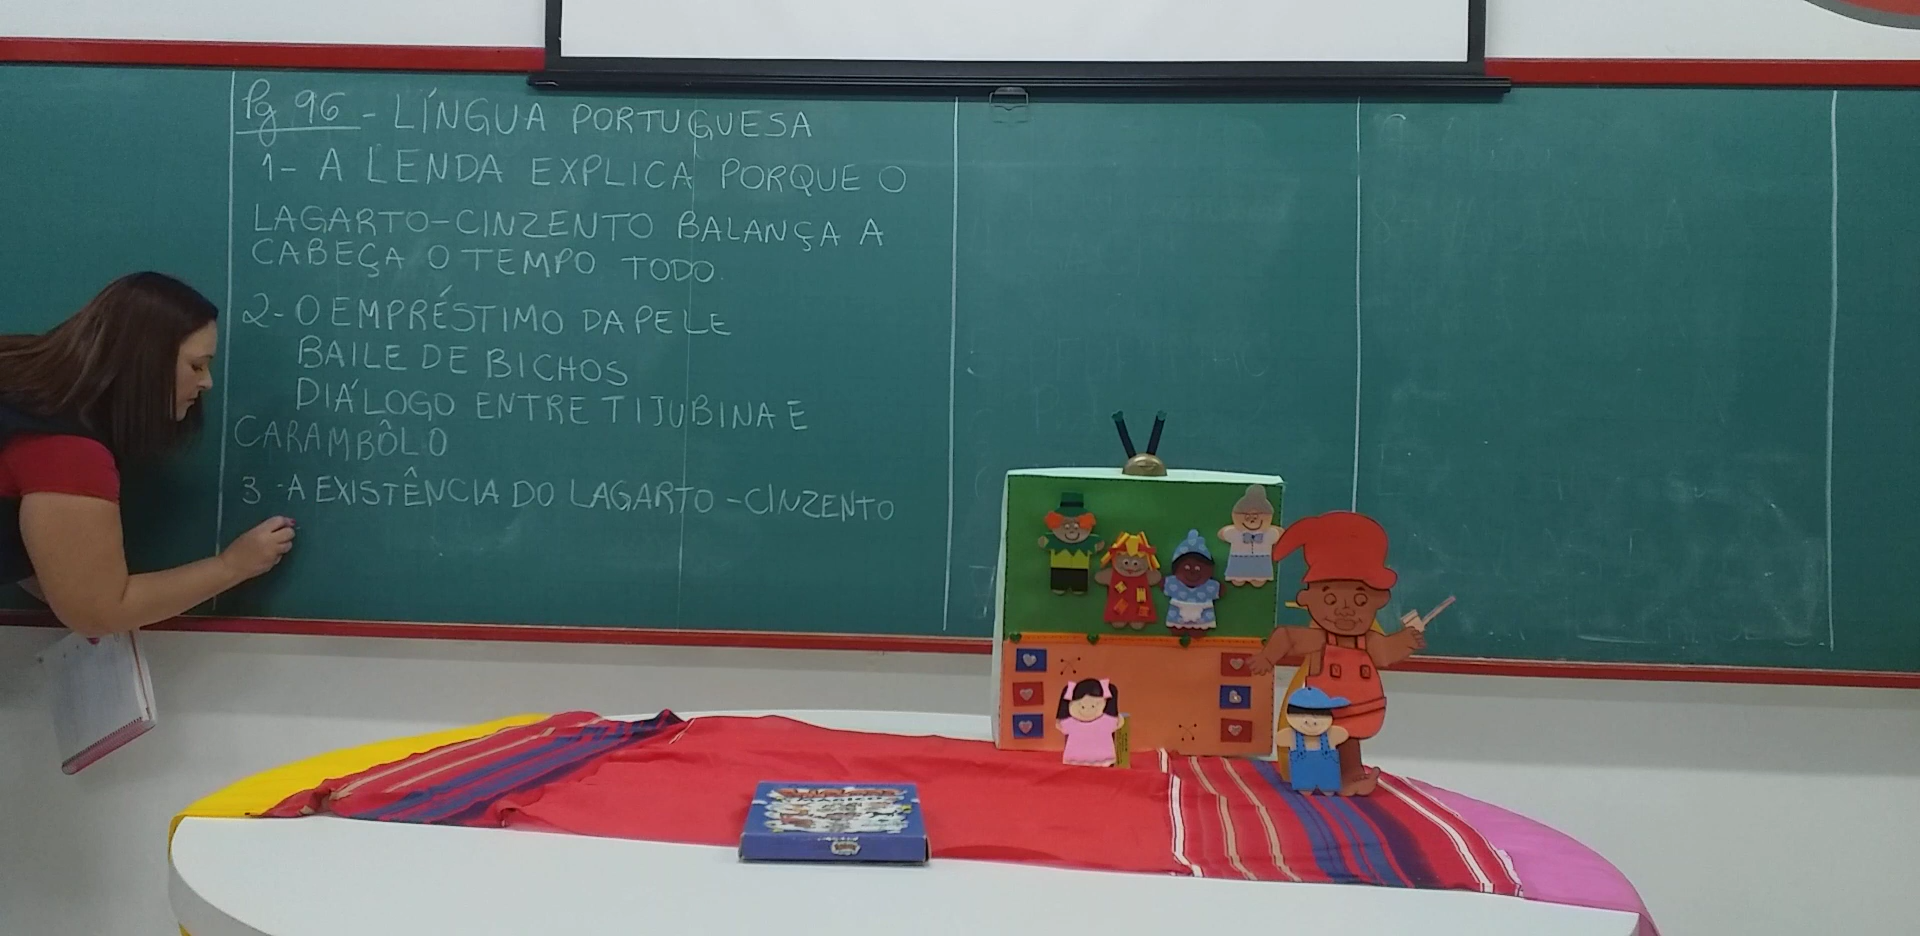 Pg 96 - LÍNGUA PORTUGUESA
1- A LENDA EXPLICA PORQUE O
LAGARTO-CINZENTO BALANÇA A
CABEÇA O TEMPO TODO.
2- O EMPRÉSTIMO DA PELE
BAILE DE BICHOS
DIÁLOGO ENTRE TIJUBINA E
CARAMBÔLO
3 -A EXISTÊNCIA DO LAGARTO-CINZENTO